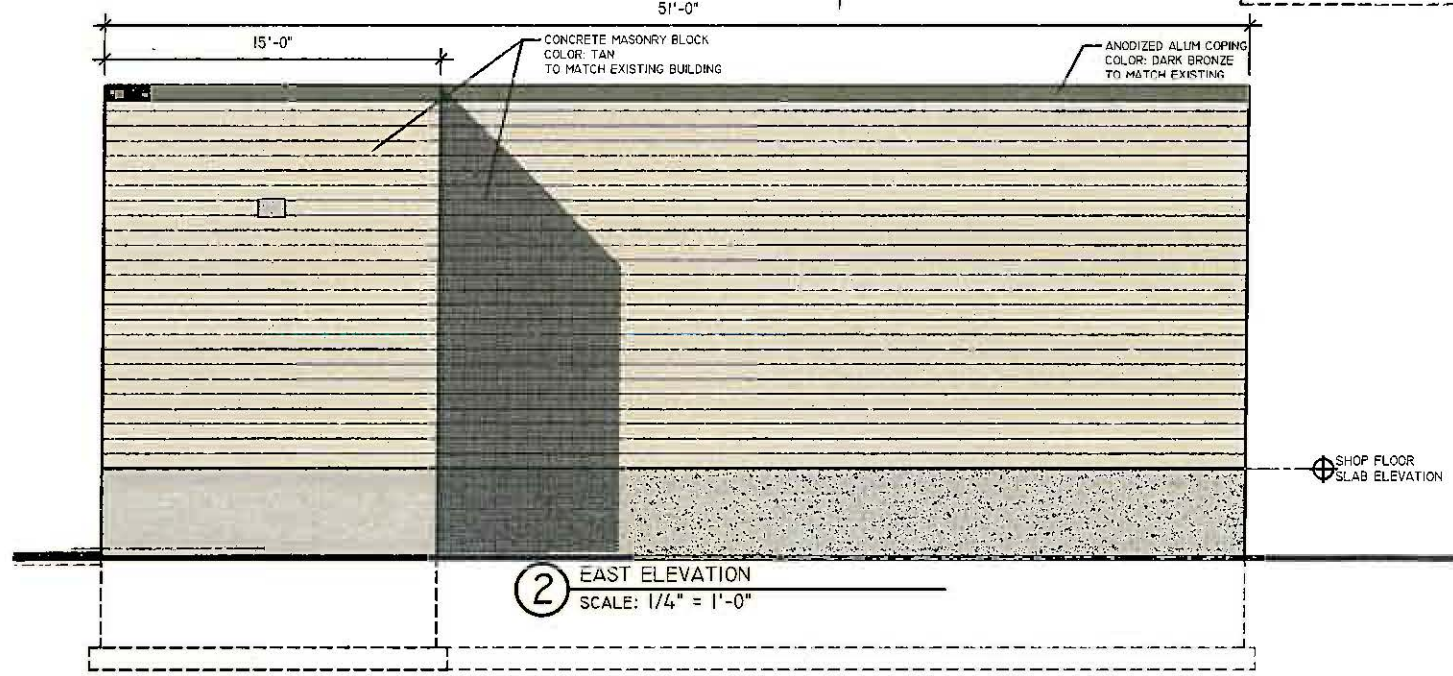 51'-0"
15'-0"
CONCRETE MASONRY BLOCK
COLOR: TAN
TO MATCH EXISTING BUILDING
ANODIZED ALUM COPING
COLOR: DARK BRONZE
TO MATCH EXISTING
SHOP FLOOR
SLAB ELEVATION
2
EAST ELEVATION
SCALE: 1/4" = 1'-0"